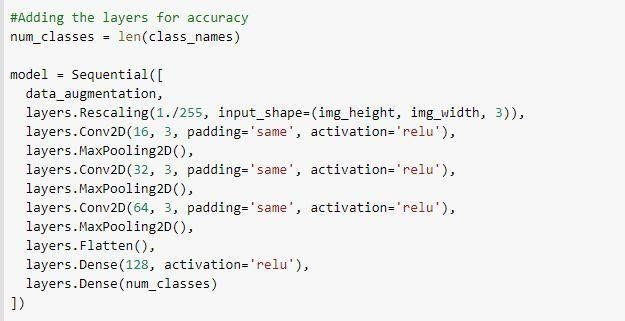 #Adding the layers for accuracy
num_classes = len(class_names)

model = Sequential([
  data_augmentation,
  layers.Rescaling(1./255, input_shape=(img_height, img_width, 3)),
  layers.Conv2D(16, 3, padding='same', activation='relu'),
  layers.MaxPooling2D(),
  layers.Conv2D(32, 3, padding='same', activation='relu'),
  layers.MaxPooling2D(),
  layers.Conv2D(64, 3, padding='same', activation='relu'),
  layers.MaxPooling2D(),
  layers.Flatten(),
  layers.Dense(128, activation='relu'),
  layers.Dense(num_classes)
])